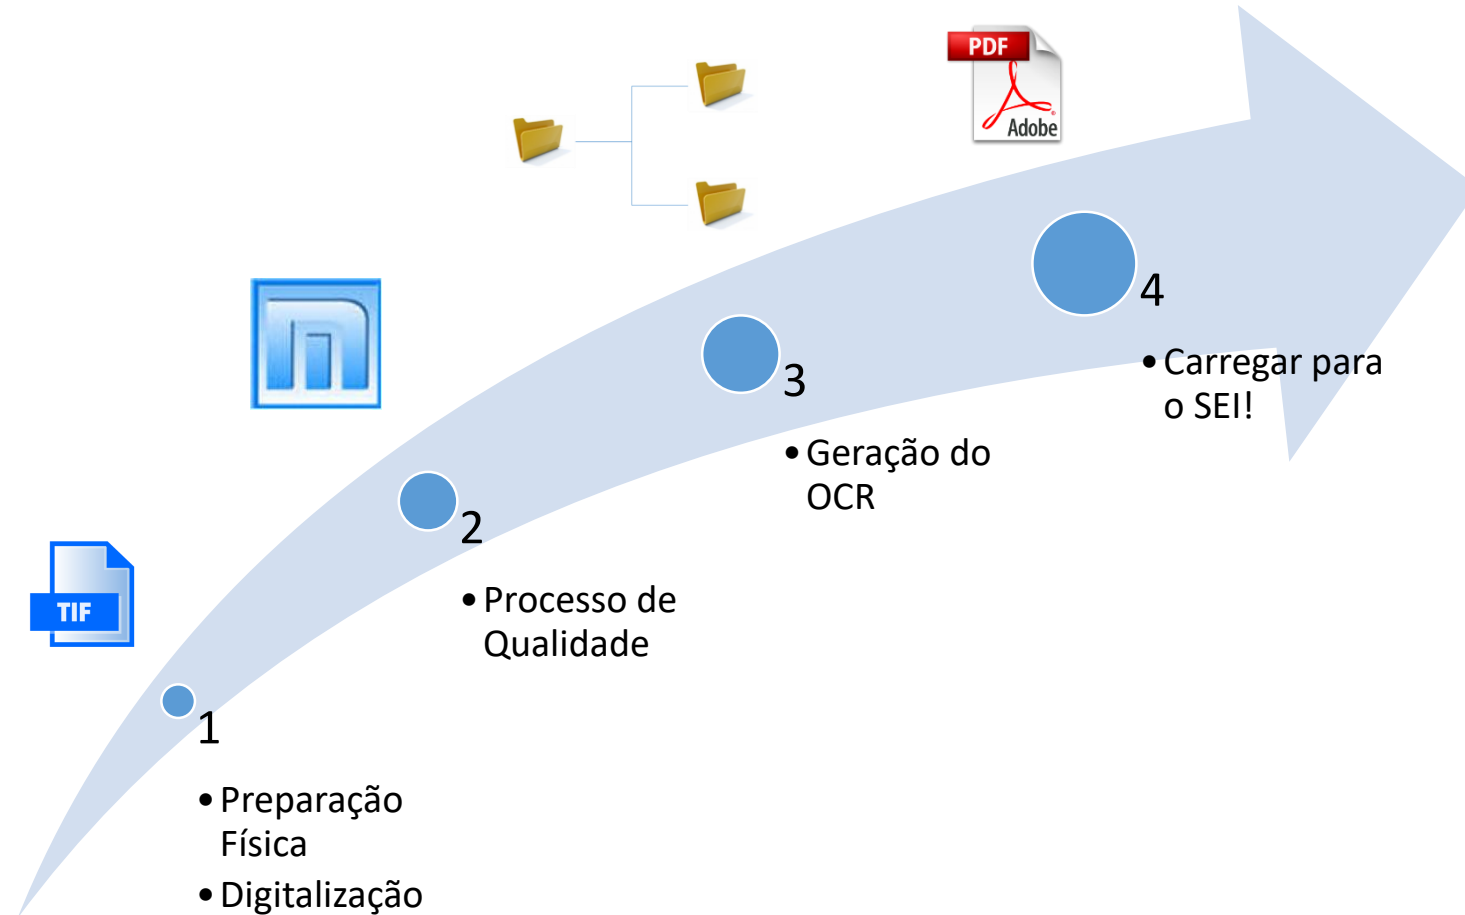 PDF
Adobe
TIF
1
• Preparação
Física
• Digitalização
2
• Processo de
Qualidade
3
• Geração do
OCR
4
• Carregar para
o SEI!